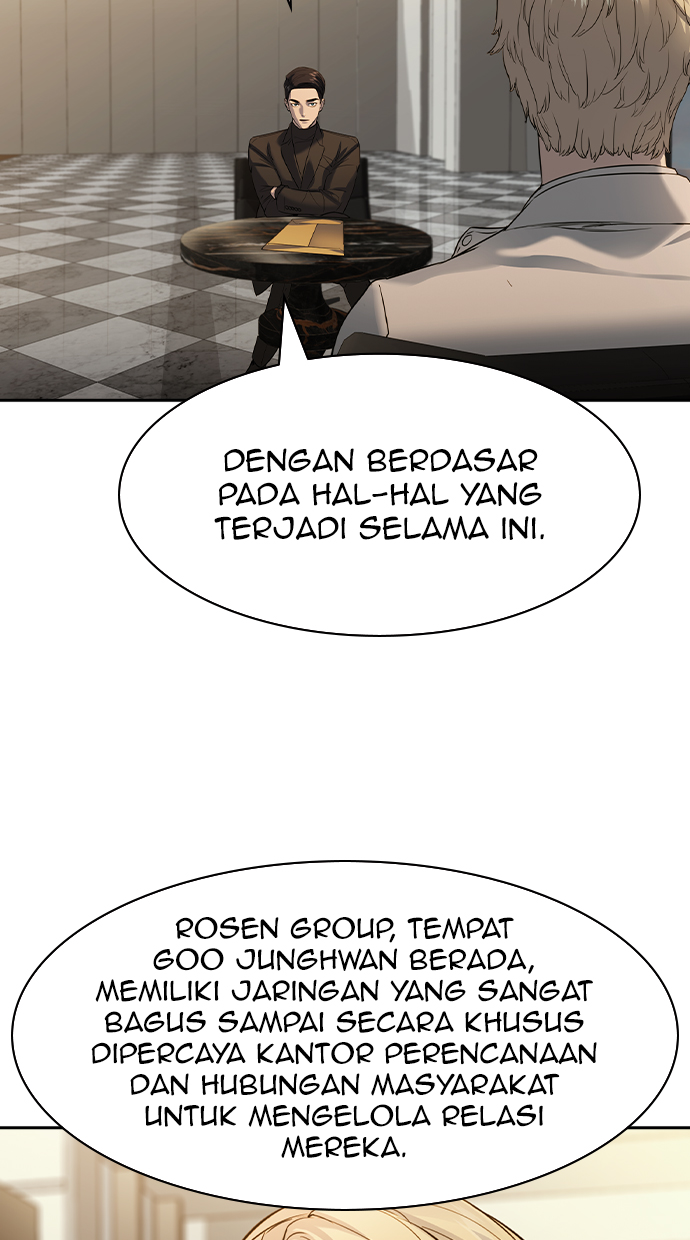 DENGAN BERDASAR
PADA HAL-HAL YANG
TERJADI SELAMA INI.
ROSEN GROUP, TEMPAT
GOO JUNGHWAN BERADA,
MEMILIKI JARINGAN YANG SANGAT
BAGUS SAMPAI SECARA KHUSUS
DIPERCAYA KANTOR PERENCANAAN
DAN HUBUNGAN MASYARAKAT
UNTUK MENGELOLA RELASI
MEREKA.